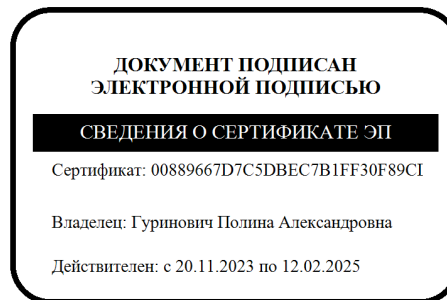 ДОКУМЕНТ ПОДПИСАН
ЭЛЕКТРОННОЙ ПОДПИСЬЮ
СВЕДЕНИЯ О СЕРТИФИКАТЕ ЭП
Сертификат: 00889667D7C5DBEC7B1FF30F89CI
Владелец: Гуринович Полина Александровна
Действителен: с 20.11.2023 по 12.02.2025